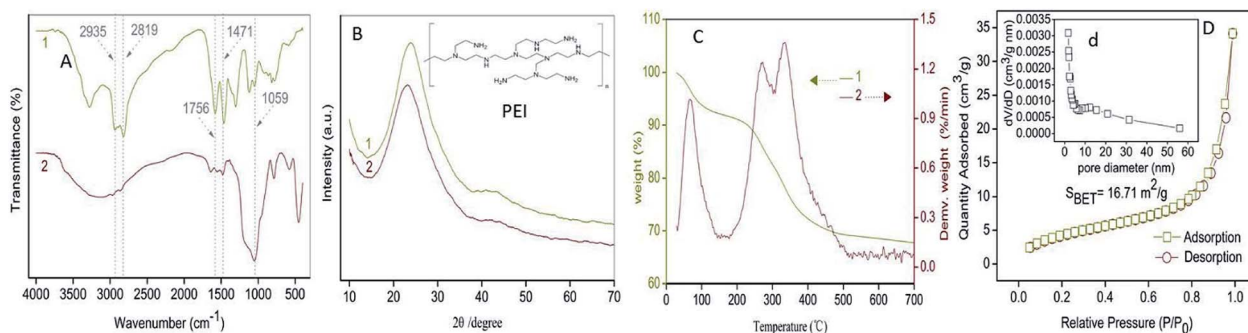 2935
2819
1471
1
A
1756
1059
2
Transmittance (%)
4000 3500 3000 2500 2000 1500 1000 500
Wavenumber (cm-1)
B
NH2
H
N
NH2
N
N
N
H
N
N
H
N
H2N
N
NH2
n
PEI
1
2
Intensity (a.u.)
10 20 30 40 50 60 70
2θ /degree
C
1
2
weight (%)
100
90
80
70
60
0 100 200 300 400 500 600 700
Temperature (℃)
1.5
1.2
0.9
0.6
0.3
0.0
Demv. weight (%/min)
D
d
dV/dD (cm3/g nm)
0.0035
0.0030
0.0025
0.0020
0.0015
0.0010
0.0005
0.0000
0 10 20 30 40 50 60
pore diameter (nm)
SBET= 16.71 m2/g
Adsorption
Desorption
Quantity Adsorbed (cm3/g)
35
30
25
20
15
10
5
0
0.0 0.2 0.4 0.6 0.8 1.0
Relative Pressure (P/P0)